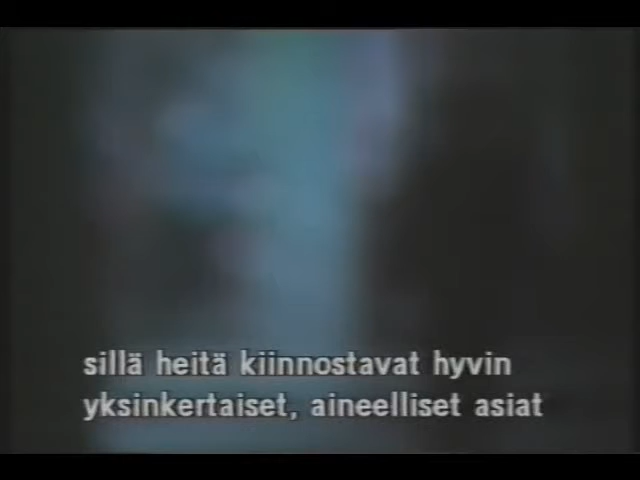 sillä heitä kiinnostavat hyvin
yksinkertaiset, aineelliset asiat